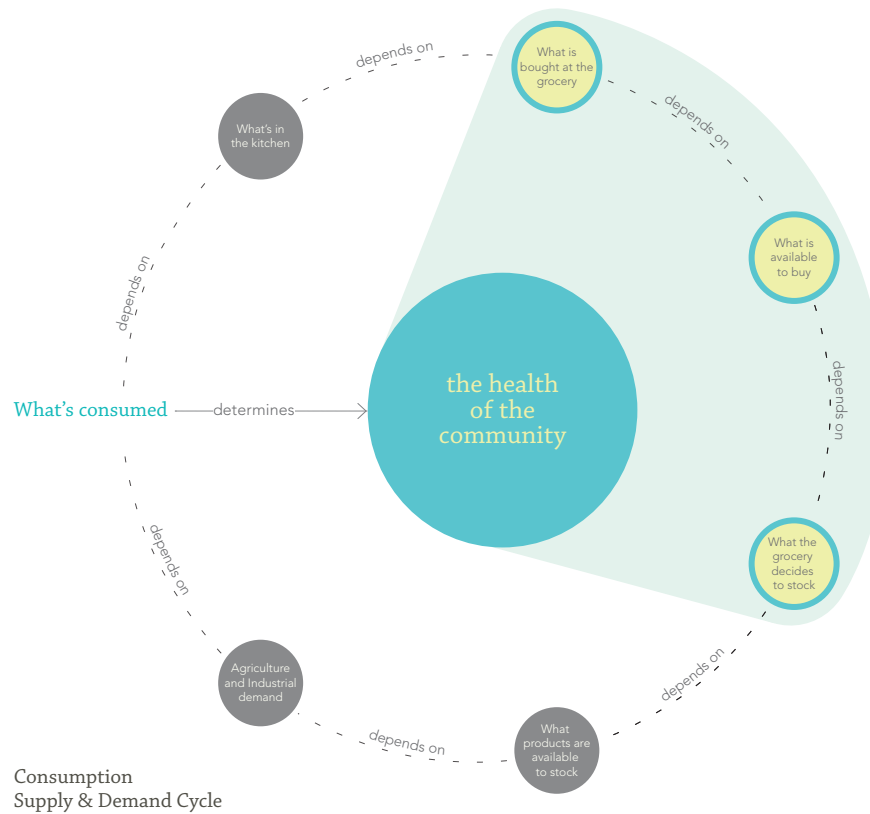 depends on
What is
bought at the
grocery
depends on
What's in
the kitchen
What is
available
to buy
depends on
depends on
the health
of the
community
What's consumed
determines
What the
grocery
decides
to stock
depends on
Agriculture
and Industrial
demand
depends on
depends on
What
products are
available
to stock
Consumption
Supply & Demand Cycle